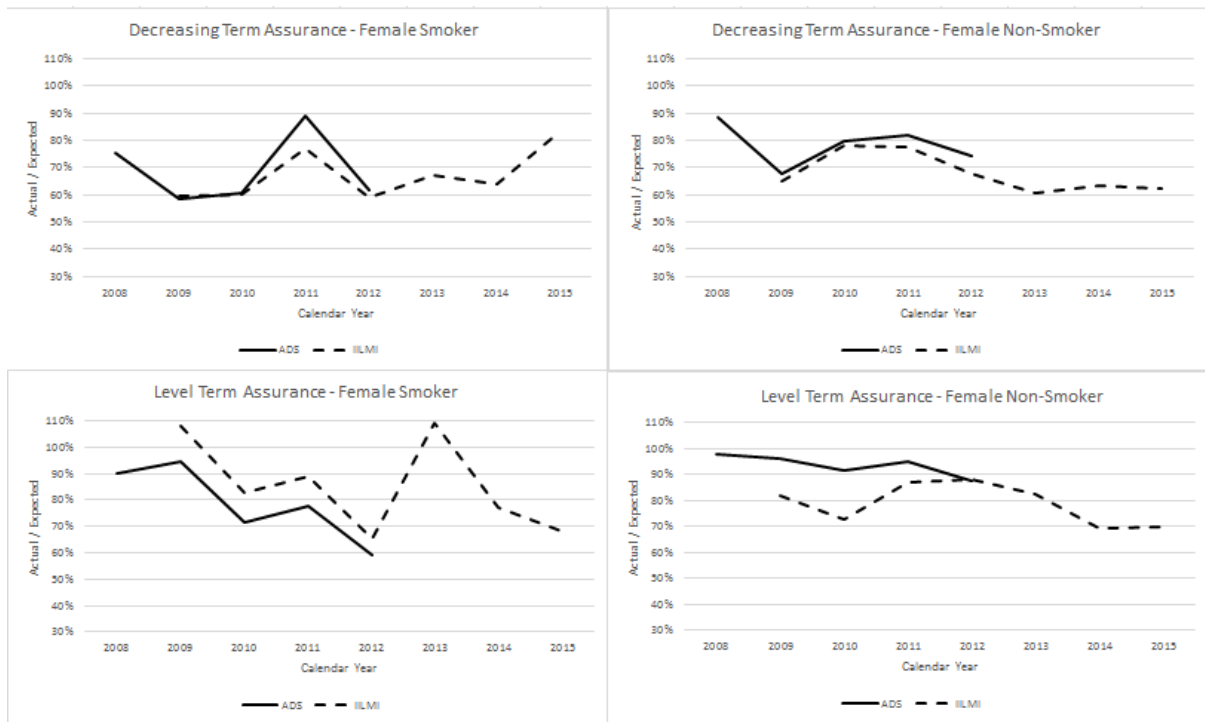 Decreasing Term Assurance - Female Smoker
110%
100%
90%
80%
70%
60%
50%
40%
30%
Actual / Expected
2008 2009 2010 2011 2012 2013 2014 2015
Calendar Year
ADS IILMI
Decreasing Term Assurance - Female Non-Smoker
110%
100%
90%
80%
70%
60%
50%
40%
30%
Actual / Expected
2008 2009 2010 2011 2012 2013 2014 2015
Calendar Year
ADS IILMI
Level Term Assurance - Female Smoker
110%
100%
90%
80%
70%
60%
50%
40%
30%
Actual / Expected
2008 2009 2010 2011 2012 2013 2014 2015
Calendar Year
ADS IILMI
Level Term Assurance - Female Non-Smoker
110%
100%
90%
80%
70%
60%
50%
40%
30%
Actual / Expected
2008 2009 2010 2011 2012 2013 2014 2015
Calendar Year
ADS IILMI